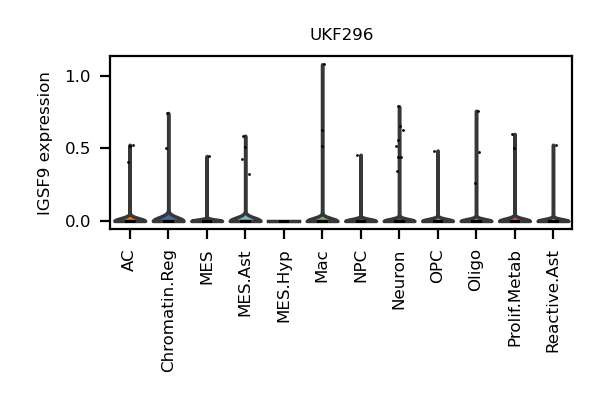 UKF296
IGSF9 expression
1.0
0.5
0.0
AC
Chromatin.Reg
MES
MES.Ast
MES.Hyp
Mac
NPC
Neuron
OPC
Oligo
Prolif.Metab
Reactive.Ast